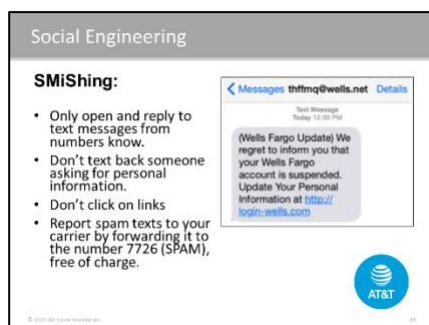 Social Engineering
SMiShing:
• Only open and reply to
text messages from
numbers know.
• Don't text back someone
asking for personal
information.
• Don't click on links
• Report spam texts to your
carrier by forwarding it to
the number 7726 (SPAM),
free of charge.
Messages thffmq@wells.net Details
Text Message
Today 12:30 PM
(Wells Fargo Update) We
regret to inform you that
your Wells Fargo
account is suspended.
Update Your Personal
Information at http://
login-wells.com
AT&T